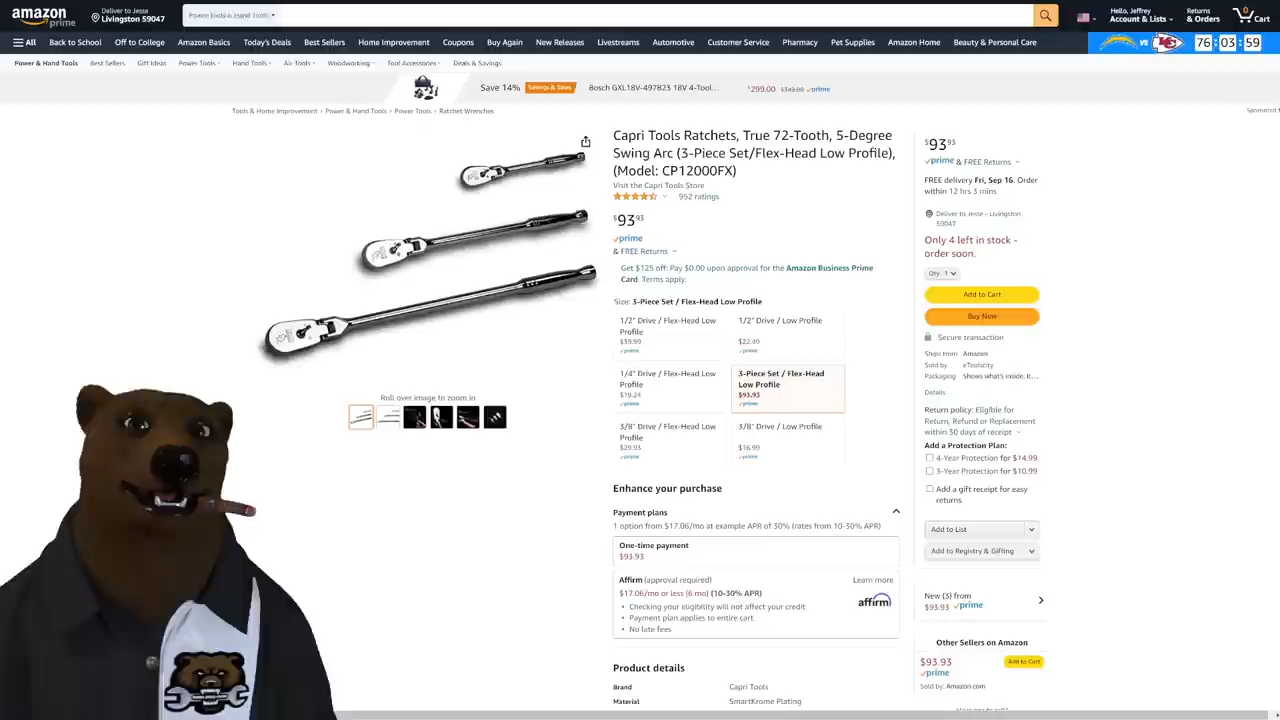 amazon
prime
Deliver to Jesse
Livingston 59047
Power Tools & Hand Tools
Hello, Jeffrey
Account & Lists
Returns
& Orders
0
Cart
All
Back to School
Off to College
Amazon Basics
Today's Deals
Best Sellers
Home Improvement
Coupons
Buy Again
New Releases
Livestreams
Automotive
Customer Service
Pharmacy
Pet Supplies
Amazon Home
Beauty & Personal Care
vs
76:03:59
Power & Hand Tools
Best Sellers
Gift Ideas
Power Tools
Hand Tools
Air Tools
Woodworking
Tool Accessories
Deals & Savings
Save 14%
Savings & Sales
Bosch GXL18V-497B23 18V 4-Tool...
$299.00 $349.00 prime
Tools & Home Improvement › Power & Hand Tools › Power Tools › Ratchet Wrenches
Sponsored
Capri Tools Ratchets, True 72-Tooth, 5-Degree
Swing Arc (3-Piece Set/Flex-Head Low Profile),
(Model: CP12000FX)
Visit the Capri Tools Store
952 ratings
$93 93
prime
& FREE Returns
Get $125 off: Pay $0.00 upon approval for the Amazon Business Prime
Card. Terms apply.
Size: 3-Piece Set / Flex-Head Low Profile
1/2" Drive / Flex-Head Low
Profile
$39.99
prime
1/2" Drive / Low Profile
$22.49
prime
1/4" Drive / Flex-Head Low
Profile
$19.24
prime
3-Piece Set / Flex-Head
Low Profile
$93.93
prime
3/8" Drive / Flex-Head Low
Profile
$29.93
prime
3/8" Drive / Low Profile
$16.99
prime
Roll over image to zoom in
Enhance your purchase
Payment plans
1 option from $17.06/mo at example APR of 30% (rates from 10-30% APR)
One-time payment
$93.93
Affirm (approval required)
Learn more
$17.06/mo or less (6 mo) (10-30% APR)
affirm
• Checking your eligibility will not affect your credit
• Payment plan applies to entire cart
• No late fees
Product details
Brand Capri Tools
Material SmartKrome Plating
$93 93
prime & FREE Returns
FREE delivery Fri, Sep 16. Order
within 12 hrs 3 mins
Deliver to Jesse - Livingston
59047
Only 4 left in stock -
order soon.
Qty: 1
Add to Cart
Buy Now
Secure transaction
Ships from Amazon
Sold by eToolscity
Packaging Shows what's inside. It...
Details
Return policy: Eligible for
Return, Refund or Replacement
within 30 days of receipt
Add a Protection Plan:
4-Year Protection for $14.99
3-Year Protection for $10.99
Add a gift receipt for easy
returns
Add to List
Add to Registry & Gifting
New (3) from
$93.93 prime
Other Sellers on Amazon
$93.93
Add to Cart
prime
Sold by: Amazon.com